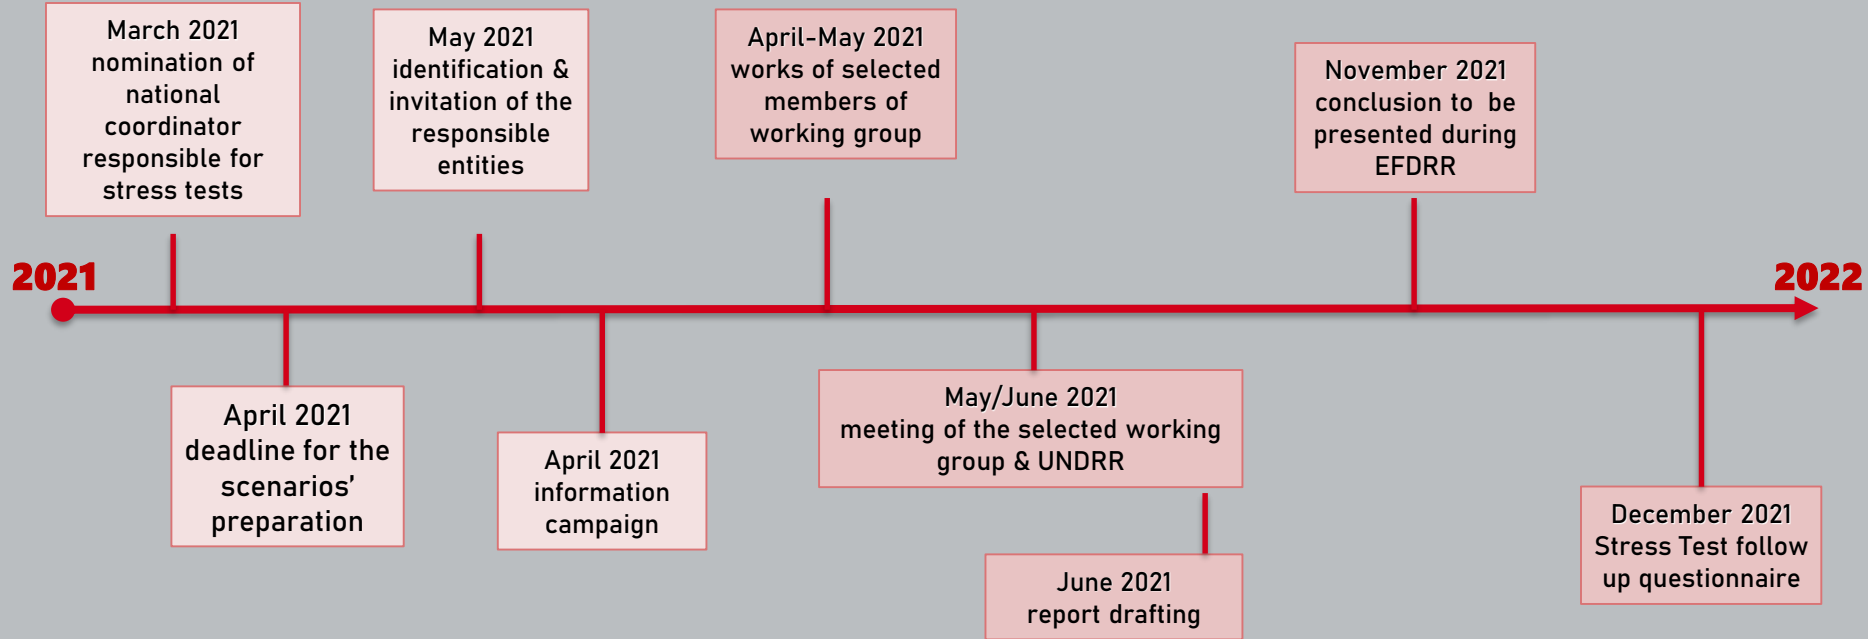 March 2021
nomination of
national
coordinator
responsible for
stress tests
May 2021
identification &
invitation of the
responsible
entities
April-May 2021
works of selected
members of
working group
November 2021
conclusion to be
presented during
EFDRR
2021
2022
April 2021
deadline for the
scenarios'
preparation
April 2021
information
campaign
May/June 2021
meeting of the selected working
group & UNDRR
June 2021
report drafting
December 2021
Stress Test follow
up questionnaire